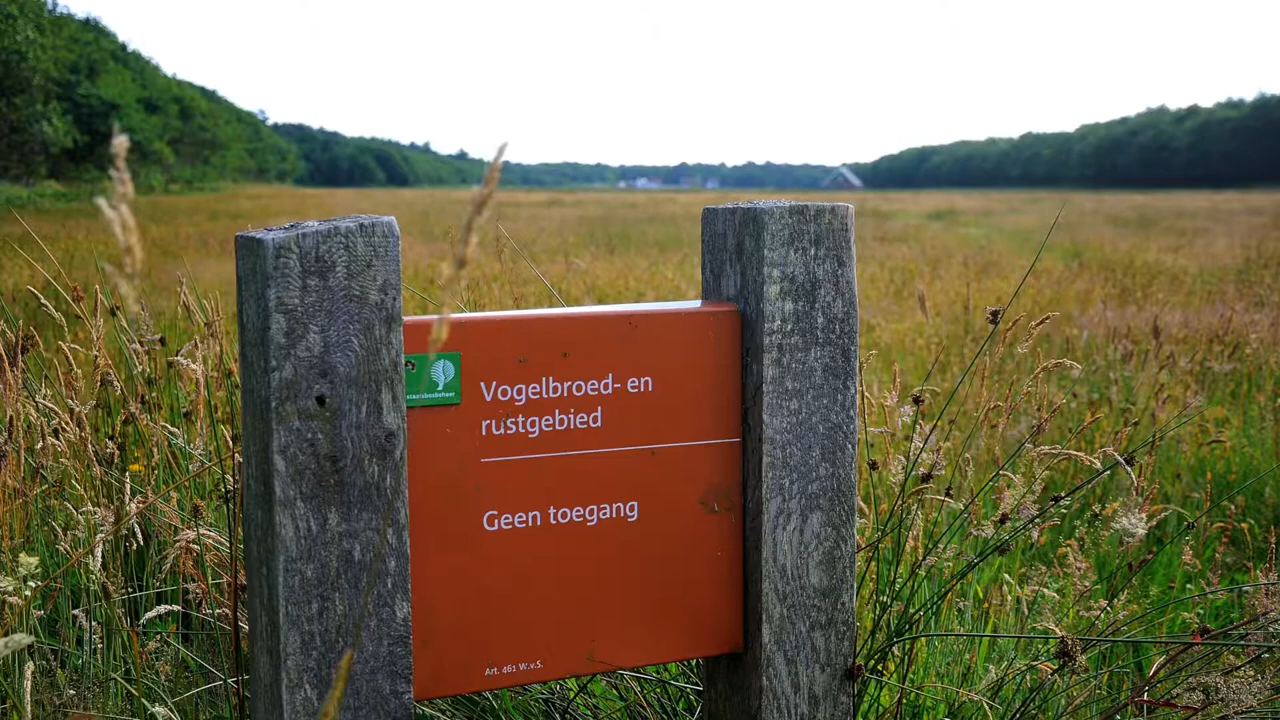 staatsbosbeheer
Vogelbroed- en
rustgebied
Geen toegang
Art. 461 W.v.S.